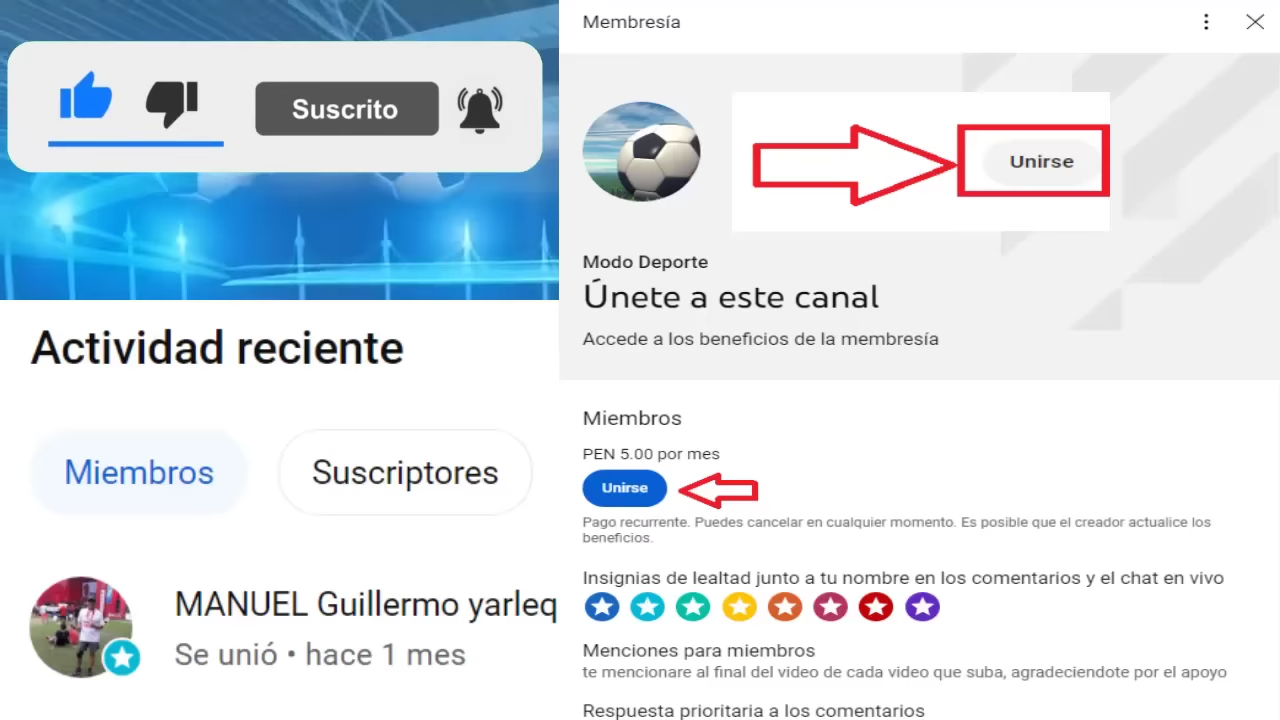 Suscrito
Actividad reciente
Miembros
Suscriptores
MANUEL Guillermo yarleq
Se unió • hace 1 mes
Membresía
Unirse
Modo Deporte
Únete a este canal
Accede a los beneficios de la membresía
Miembros
PEN 5.00 por mes
Unirse
Pago recurrente. Puedes cancelar en cualquier momento. Es posible que el creador actualice los
beneficios.
Insignias de lealtad junto a tu nombre en los comentarios y el chat en vivo
Menciones para miembros
te mencionare al final del video de cada video que suba, agradeciendote por el apoyo
Respuesta prioritaria a los comentarios